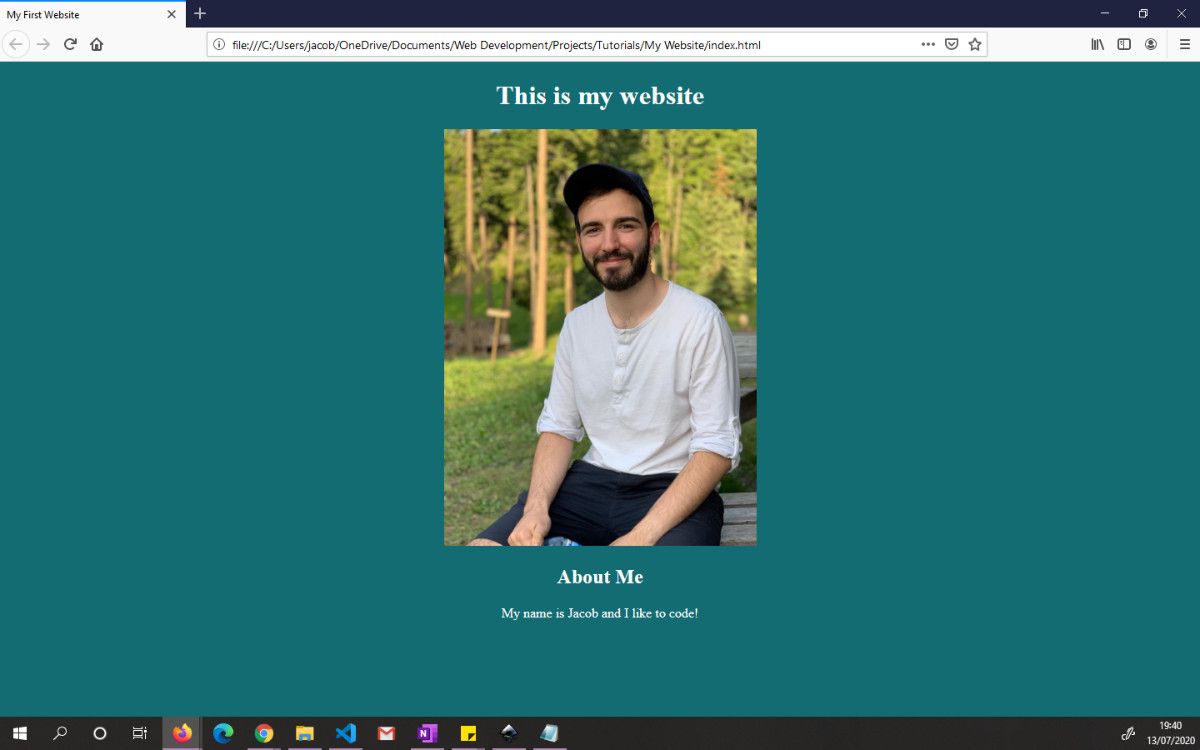 My First Website
file:///C:/Users/jacob/OneDrive/Documents/Web Development/Projects/Tutorials/My Website/index.html
This is my website
About Me
My name is Jacob and I like to code!
N
19:40
13/07/2020